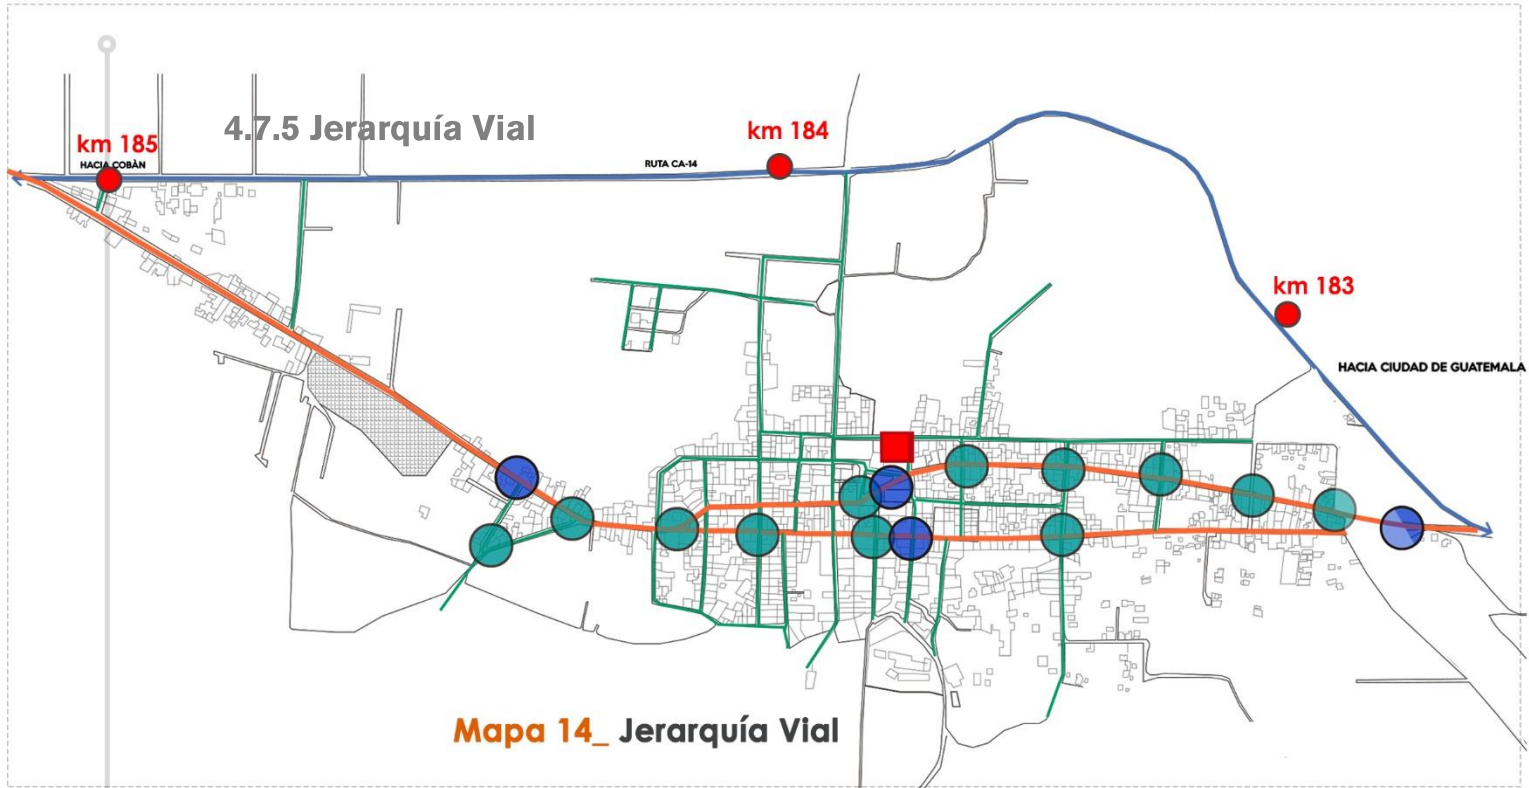 4.7.5 Jerarquía Vial
km 185
HACIA COBÀN
km 184
RUTA CA-14
km 183
HACIA CIUDAD DE GUATEMALA
Mapa 14_ Jerarquía Vial